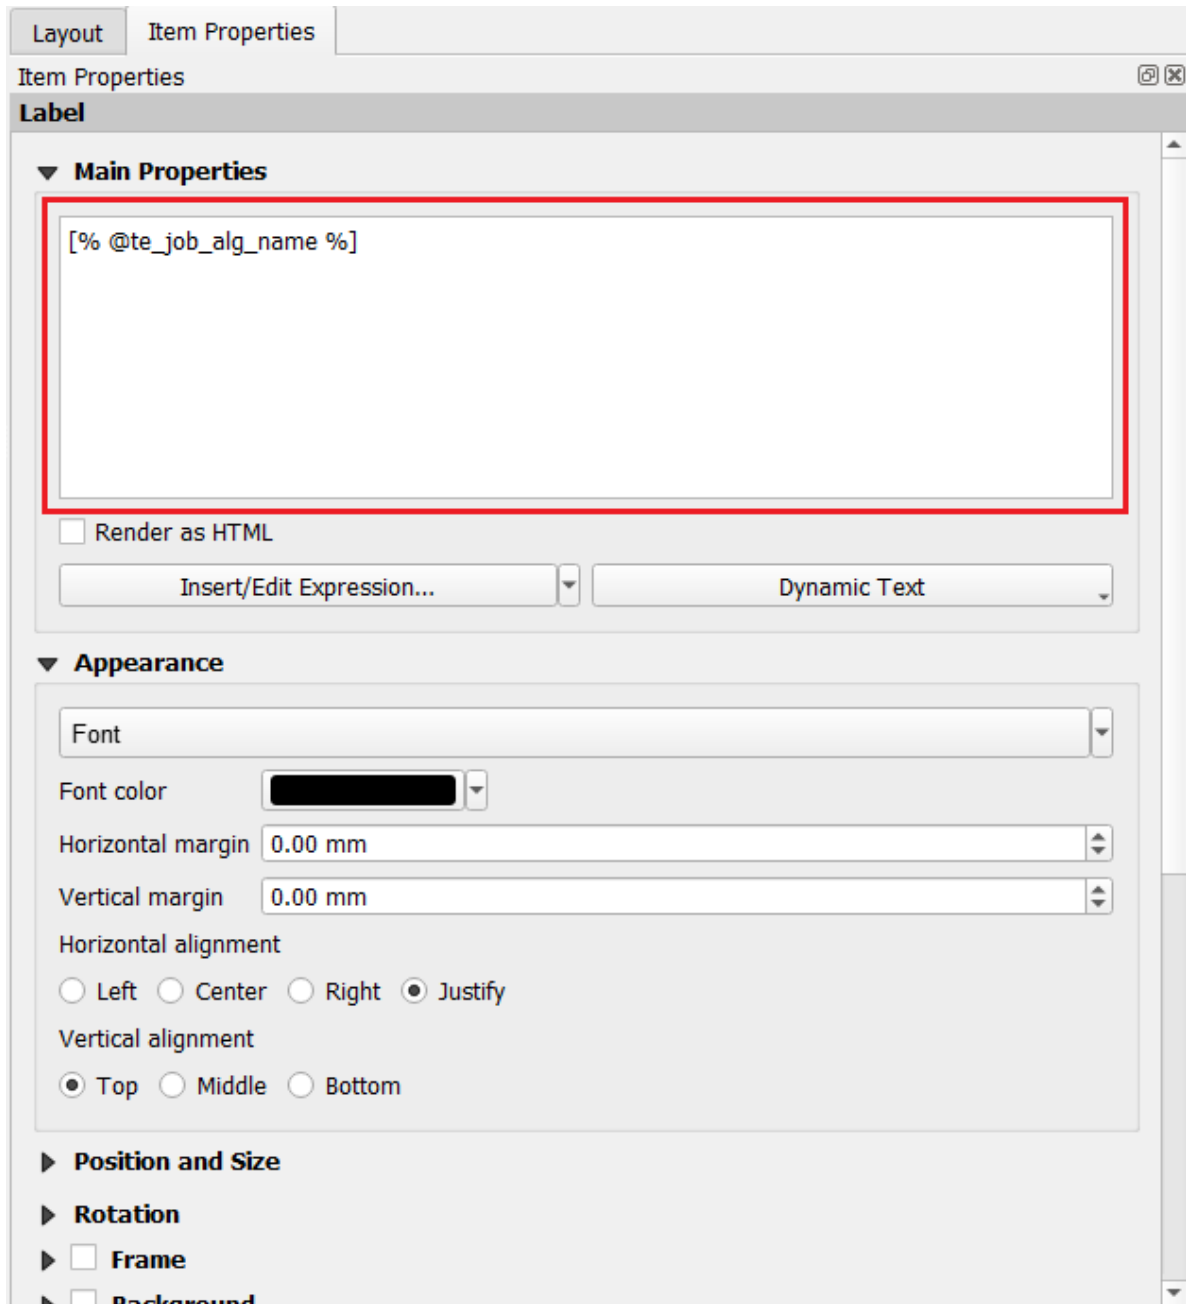 Layout Item Properties
Item Properties
Label
Main Properties
[% @te_job_alg_name %]
Render as HTML
Insert/Edit Expression... Dynamic Text
Appearance
Font
Font color
Horizontal margin 0.00 mm
Vertical margin 0.00 mm
Horizontal alignment
Left Center Right Justify
Vertical alignment
Top Middle Bottom
Position and Size
Rotation
Frame
Background